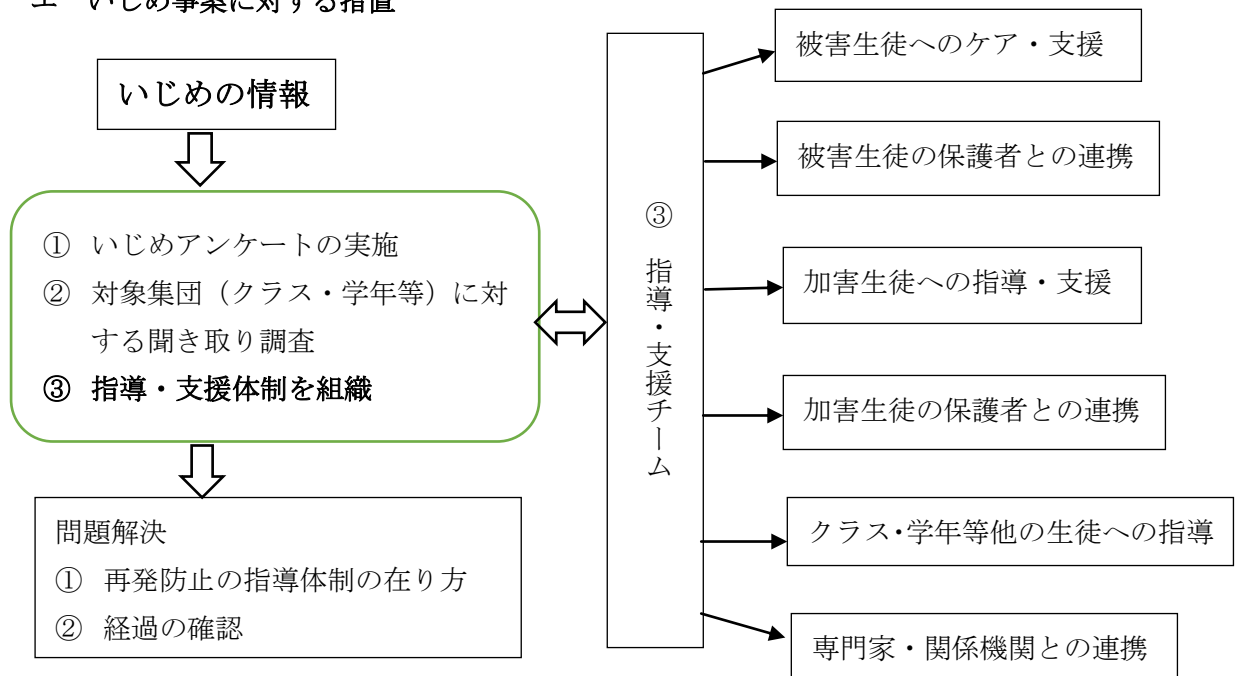 エ いじめ事案に対する措置
いじめの情報
① いじめアンケートの実施
② 対象集団（クラス・学年等）に対
する聞き取り調査
③ 指導・支援体制を組織
問題解決
① 再発防止の指導体制の在り方
② 経過の確認
③ 指導・支援チーム
被害生徒へのケア・支援
被害生徒の保護者との連携
加害生徒への指導・支援
加害生徒の保護者との連携
クラス・学年等他の生徒への指導
専門家・関係機関との連携